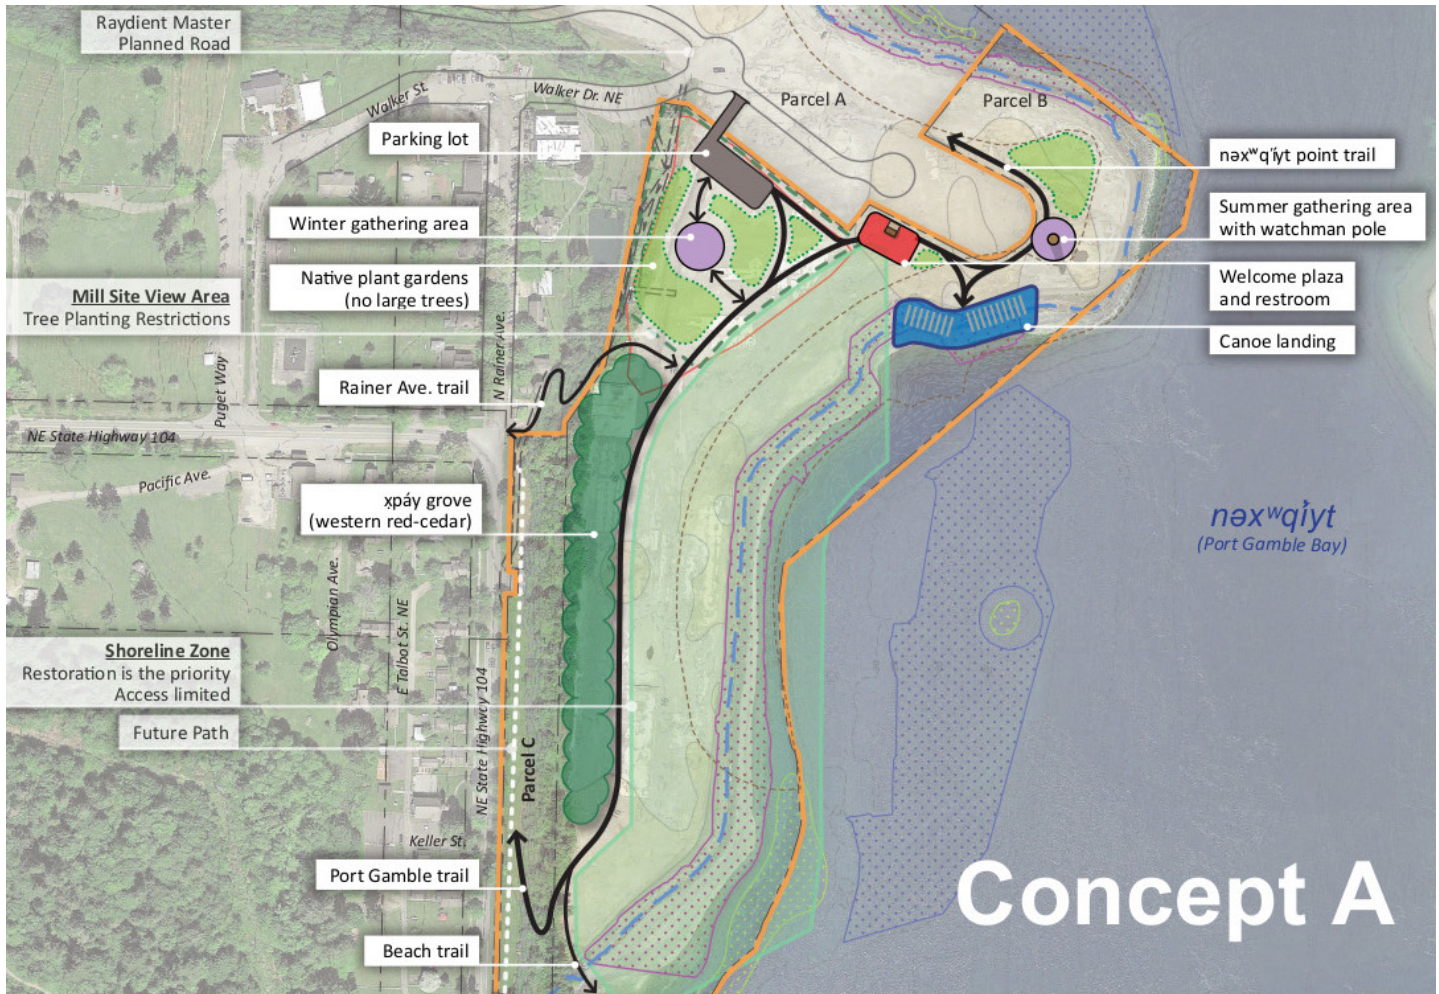 Raydient Master
Planned Road
Walker St.
Walker Dr. NE
Parcel A
Parcel B
Parking lot
nəxʷq̓íyt point trail
Winter gathering area
Summer gathering area
with watchman pole
Native plant gardens
(no large trees)
Welcome plaza
and restroom
Mill Site View Area
Tree Planting Restrictions
Canoe landing
N Rainer Ave.
Puget Way
Rainer Ave. trail
NE State Highway 104
Pacific Ave.
x̣páy grove
(western red-cedar)
nəxʷq̓íyt
(Port Gamble Bay)
Olympian Ave.
E Talbot St. NE
Shoreline Zone
Restoration is the priority
Access limited
NE State Highway 104
Future Path
Parcel C
Keller St.
Port Gamble trail
Concept A
Beach trail